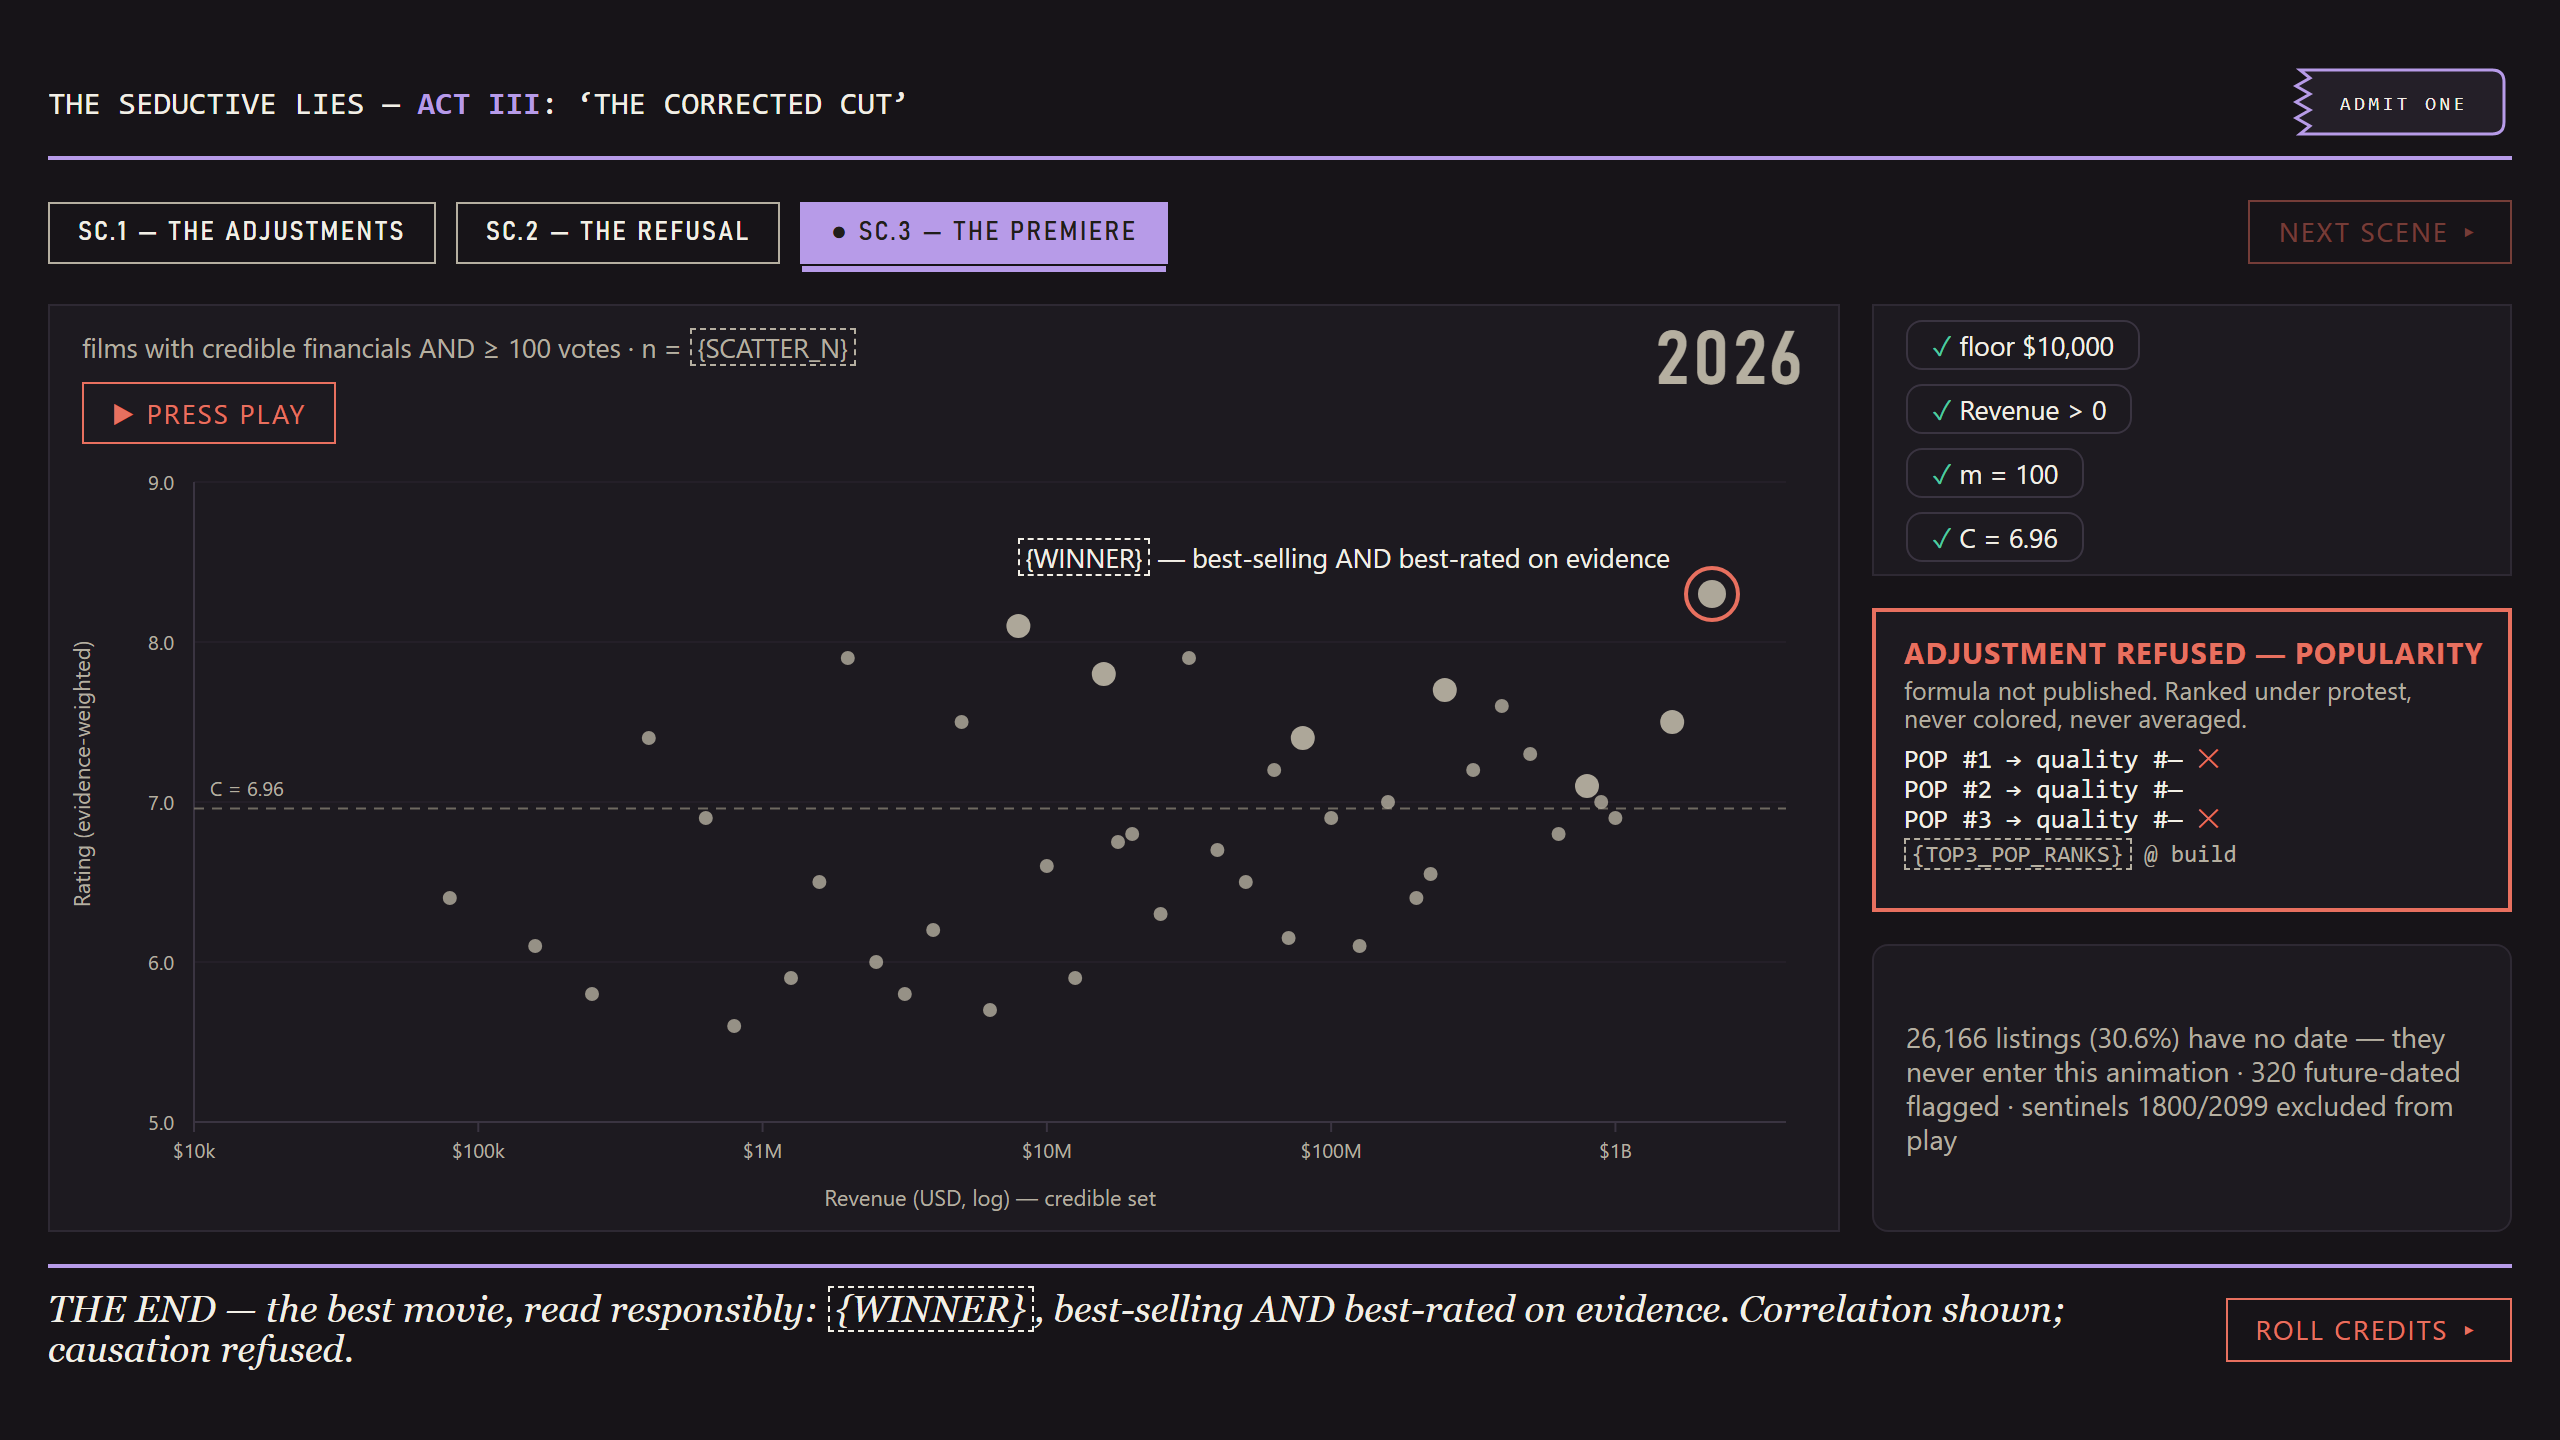 THE SEDUCTIVE LIES — ACT III: ‘THE CORRECTED CUT’
ADMIT ONE
SC.1 — THE ADJUSTMENTS
SC.2 — THE REFUSAL
● SC.3 — THE PREMIERE
NEXT SCENE ▸
films with credible financials AND ≥ 100 votes · n = {SCATTER_N}
2026
▶ PRESS PLAY
{WINNER} — best-selling AND best-rated on evidence
Rating (evidence-weighted)
9.0
8.0
7.0
6.0
5.0
C = 6.96
$10k
$100k
$1M
$10M
$100M
$1B
Revenue (USD, log) — credible set
✓ floor $10,000
✓ Revenue > 0
✓ m = 100
✓ C = 6.96
ADJUSTMENT REFUSED — POPULARITY
formula not published. Ranked under protest,
never colored, never averaged.
POP #1 → quality #— ✕
POP #2 → quality #—
POP #3 → quality #— ✕
{TOP3_POP_RANKS} @ build
26,166 listings (30.6%) have no date — they
never enter this animation · 320 future-dated
flagged · sentinels 1800/2099 excluded from
play
THE END — the best movie, read responsibly: {WINNER}, best-selling AND best-rated on evidence. Correlation shown;
causation refused.
ROLL CREDITS ▸